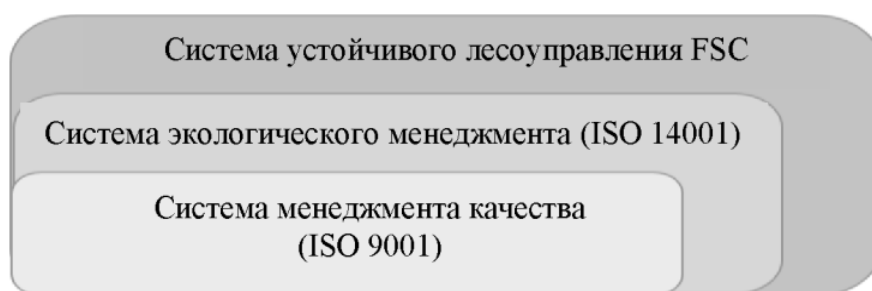 Система устойчивого лесоуправления FSC
Система экологического менеджмента (ISO 14001)
Система менеджмента качества
(ISO 9001)